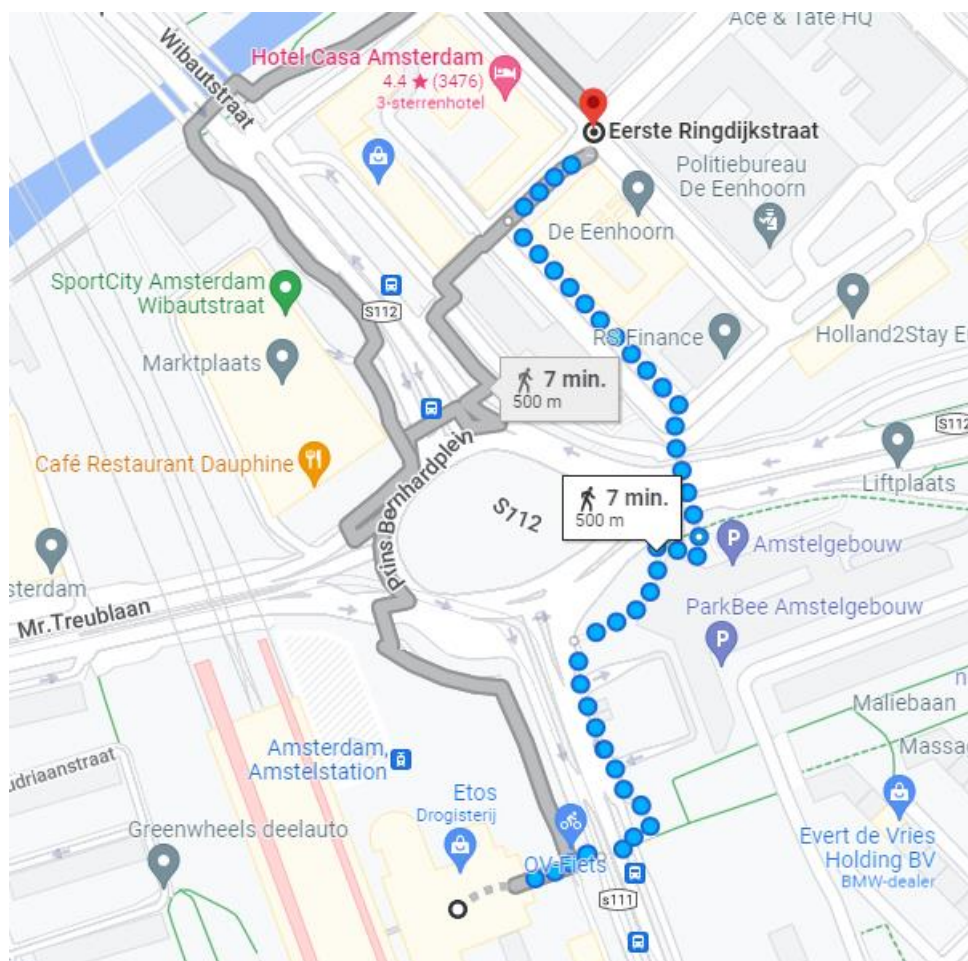 Ace & Tate HQ
Wibautstraat
Hotel Casa Amsterdam
4.4 ★ (3476)
3-sterrenhotel
Eerste Ringdijkstraat
Politiebureau
De Eenhoorn
De Eenhoorn
SportCity Amsterdam
Wibautstraat
S112
RS Finance
Holland2Stay
Marktplaats
7 min.
500 m
S112
Café Restaurant Dauphine
Prins Bernhardplein
Liftplaats
7 min.
500 m
S112
P
Amstelgebouw
sterdam
Mr.Treublaan
ParkBee Amstelgebouw
P
Maliebaan
Massa
Amsterdam,
Amstelstation
udriaanstraat
Etos
Drogisterij
Greenwheels deelauto
Evert de Vries
Holding BV
BMW-dealer
OV-Fiets
s111